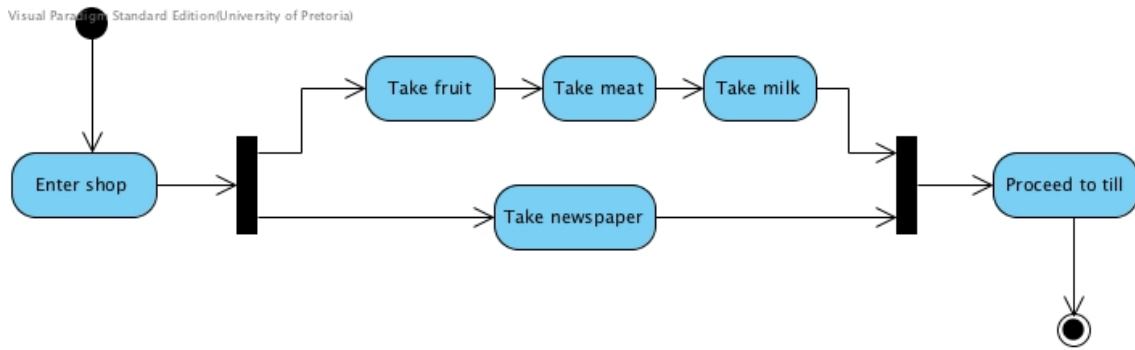 Visual Paradigm Standard Edition(University of Pretoria)
Take fruit
Take meat
Take milk
Enter shop
Proceed to till
Take newspaper